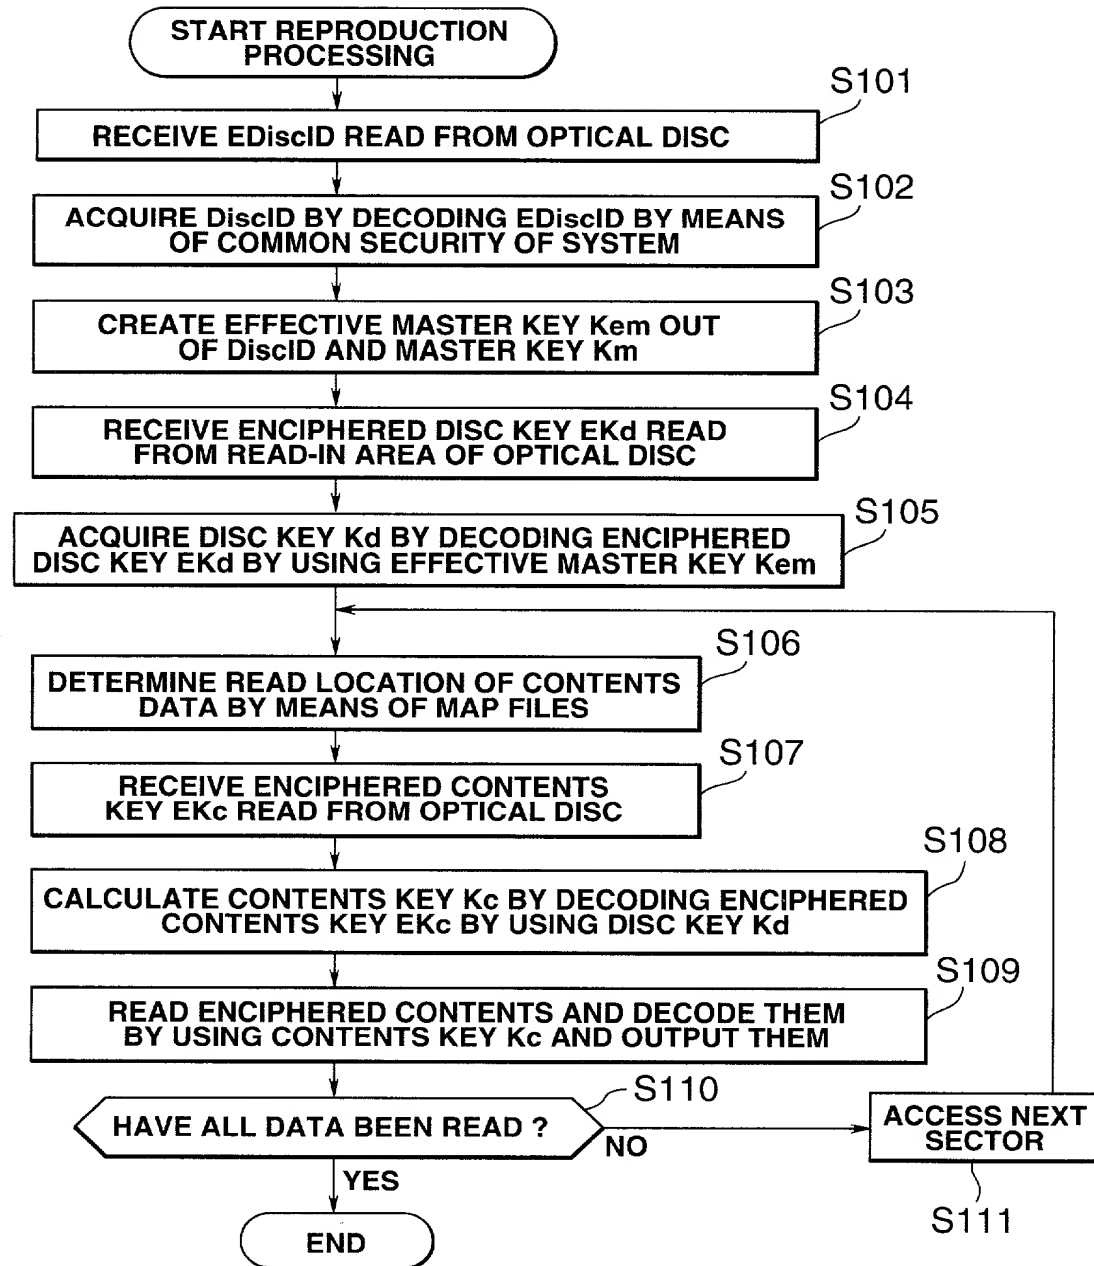 START REPRODUCTION
PROCESSING
S101
RECEIVE EDiscID READ FROM OPTICAL DISC
S102
ACQUIRE DiscID BY DECODING EDiscID BY MEANS
OF COMMON SECURITY OF SYSTEM
S103
CREATE EFFECTIVE MASTER KEY Kem OUT
OF DiscID AND MASTER KEY Km
S104
RECEIVE ENCIPHERED DISC KEY EKd READ
FROM READ-IN AREA OF OPTICAL DISC
S105
ACQUIRE DISC KEY Kd BY DECODING ENCIPHERED
DISC KEY EKd BY USING EFFECTIVE MASTER KEY Kem
S106
DETERMINE READ LOCATION OF CONTENTS
DATA BY MEANS OF MAP FILES
S107
RECEIVE ENCIPHERED CONTENTS
KEY EKc READ FROM OPTICAL DISC
S108
CALCULATE CONTENTS KEY Kc BY DECODING ENCIPHERED
CONTENTS KEY EKc BY USING DISC KEY Kd
S109
READ ENCIPHERED CONTENTS AND DECODE THEM
BY USING CONTENTS KEY Kc AND OUTPUT THEM
S110
HAVE ALL DATA BEEN READ ?
NO
ACCESS NEXT
SECTOR
S111
YES
END